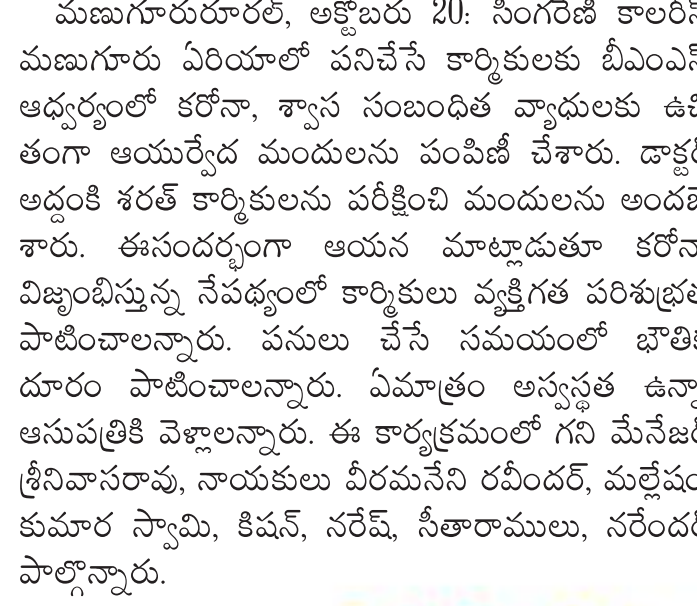 మణుగూరురూరల్, అక్టోబరు 20: సింగరేణి కాలరీస్
మణుగూరు ఏరియాలో పనిచేసే కార్మికులకు బీఎంఎస్
ఆధ్వర్యంలో కరోనా, శ్వాస సంబంధిత వ్యాధులకు ఉచి
తంగా ఆయుర్వేద మందులను పంపిణీ చేశారు. డాక్టర్
అద్దంకి శరత్ కార్మికులను పరీక్షించి మందులను అందజే
శారు. ఈసందర్భంగా ఆయన మాట్లాడుతూ కరోనా
విజృంభిస్తున్న నేపథ్యంలో కార్మికులు వ్యక్తిగత పరిశుభ్రత
పాటించాలన్నారు. పనులు చేసే సమయంలో భౌతిక
దూరం పాటించాలన్నారు. ఏమాత్రం అస్వస్థత ఉన్నా
ఆసుపత్రికి వెళ్లాలన్నారు. ఈ కార్యక్రమంలో గని మేనేజర్
శ్రీనివాసరావు, నాయకులు వీరమనేని రవీందర్, మల్లేషం
కుమార స్వామి, కిషన్, నరేష్, సీతారాములు, నరేందర్
పాల్గొన్నారు.